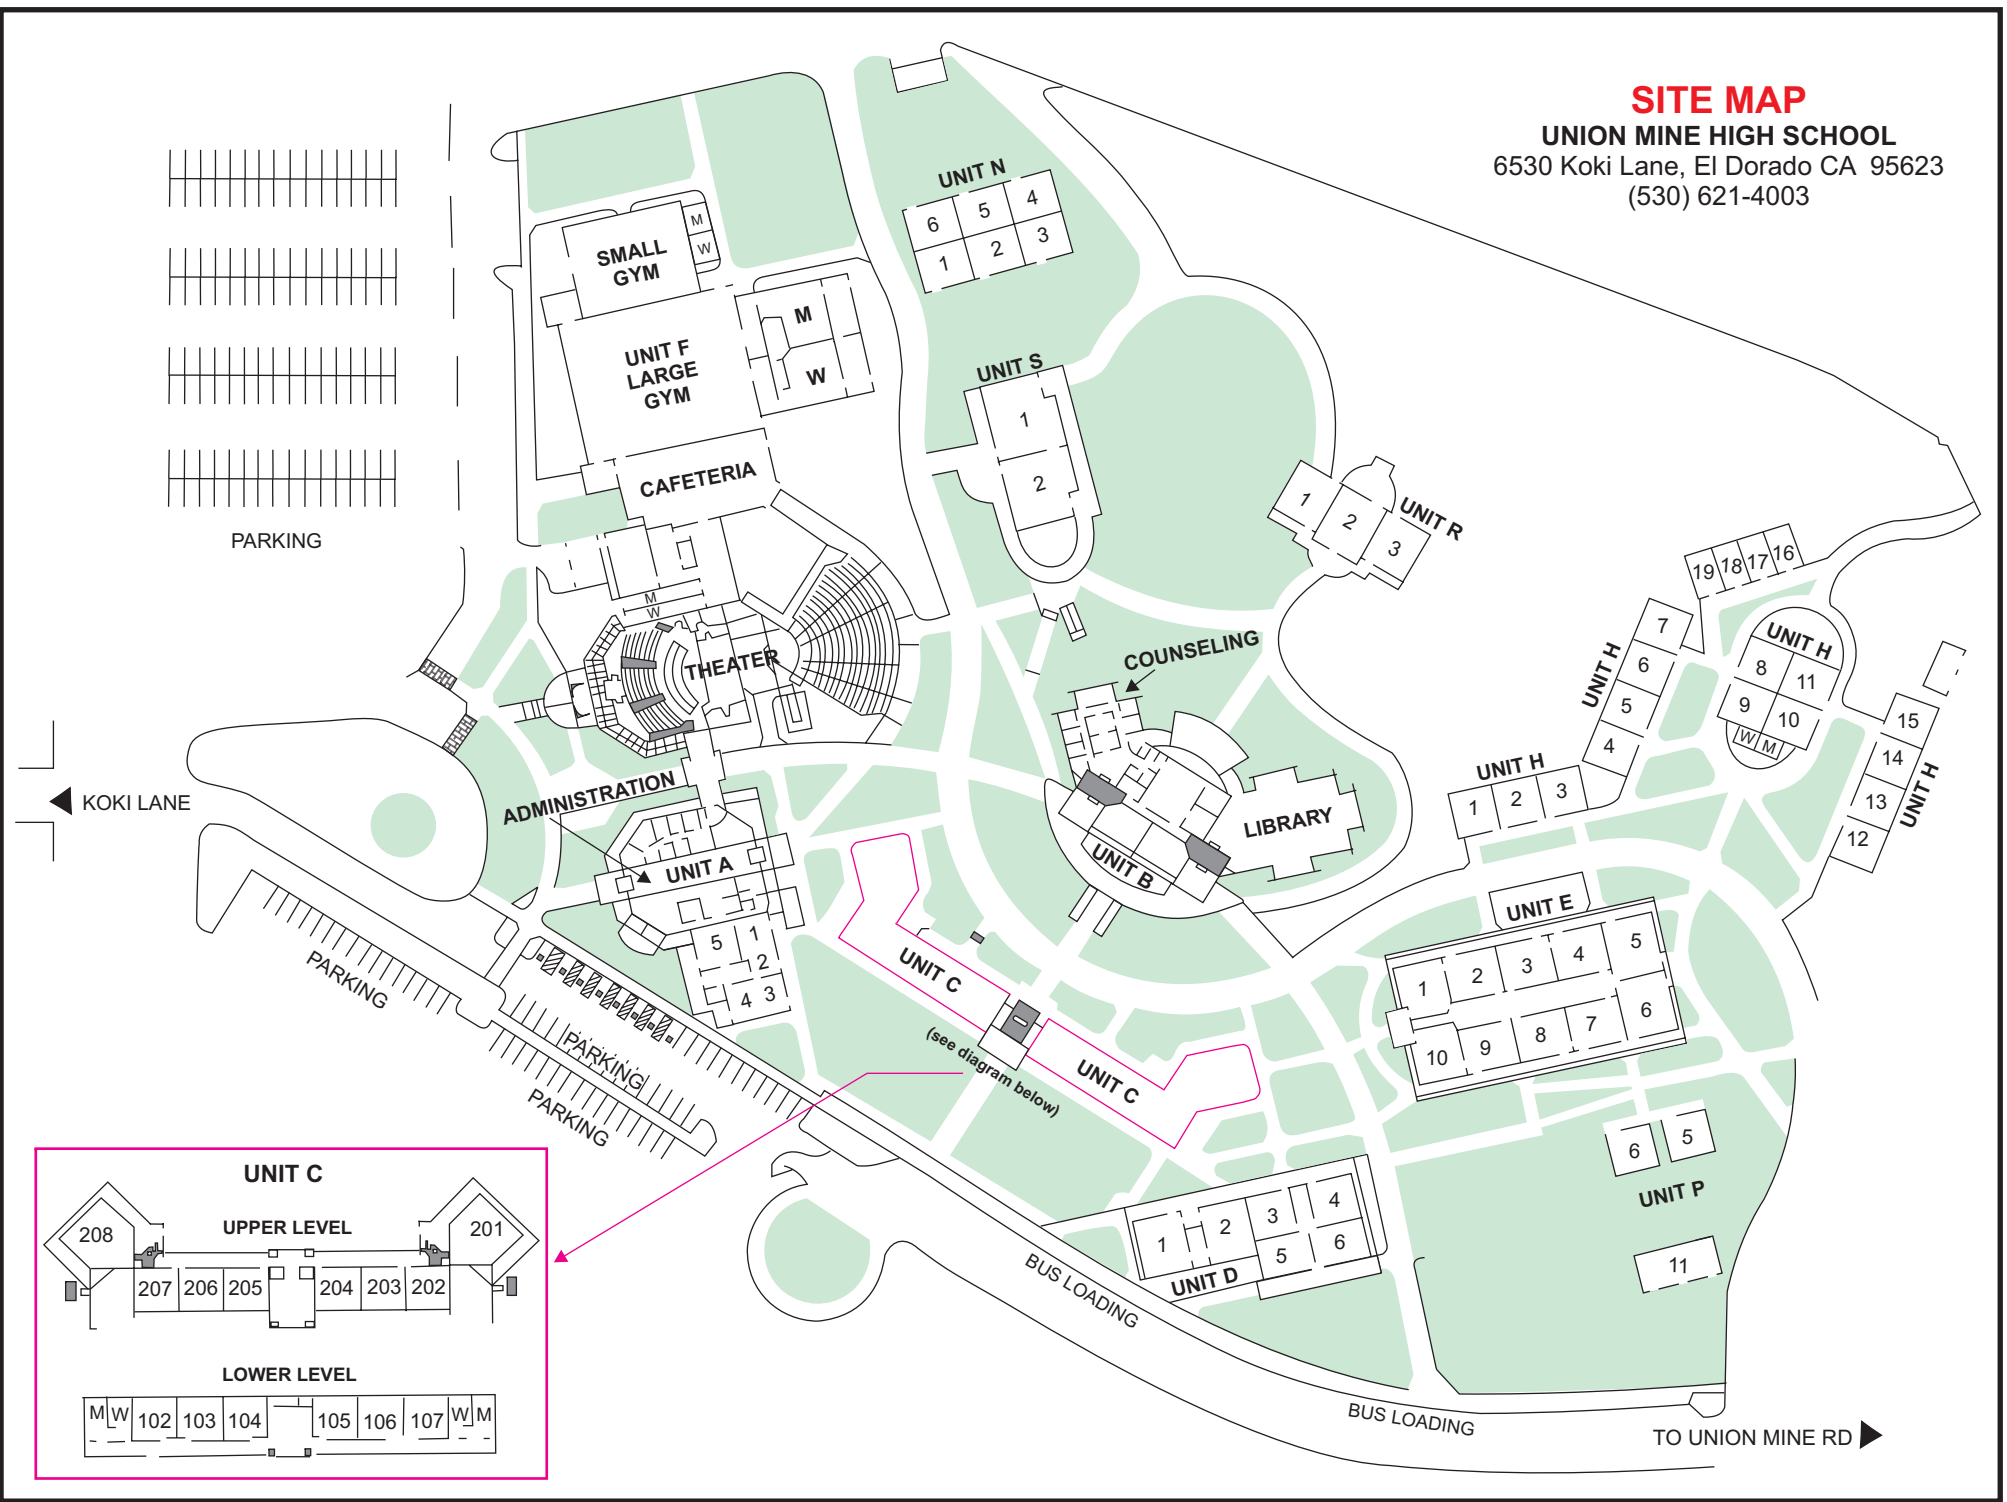 SITE MAP
UNION MINE HIGH SCHOOL
6530 Koki Lane, El Dorado CA  95623
(530) 621-4003
UNIT N
6 5 4
1 2 3
SMALL
GYM
M
W
UNIT F
LARGE
GYM
M
W
UNIT S
1
2
CAFETERIA
PARKING
UNIT R
1
2
3
M
W
THEATER
COUNSELING
19 18 17 16
UNIT H
7
6
5
4
UNIT H
8
11
9
10
W M
15
14
13
12
UNIT H
UNIT H
1 2 3
KOKI LANE
ADMINISTRATION
UNIT A
5 1
2
4 3
LIBRARY
UNIT B
UNIT E
1 2 3 4 5
10 9 8 7 6
UNIT C
(see diagram below)
UNIT C
PARKING
PARKING
PARKING
6 5
UNIT P
11
UNIT D
1 2 3 4
5 6
BUS LOADING
BUS LOADING
TO UNION MINE RD
UNIT C
UPPER LEVEL
208 201
207 206 205 204 203 202
LOWER LEVEL
M W 102 103 104 105 106 107 W M